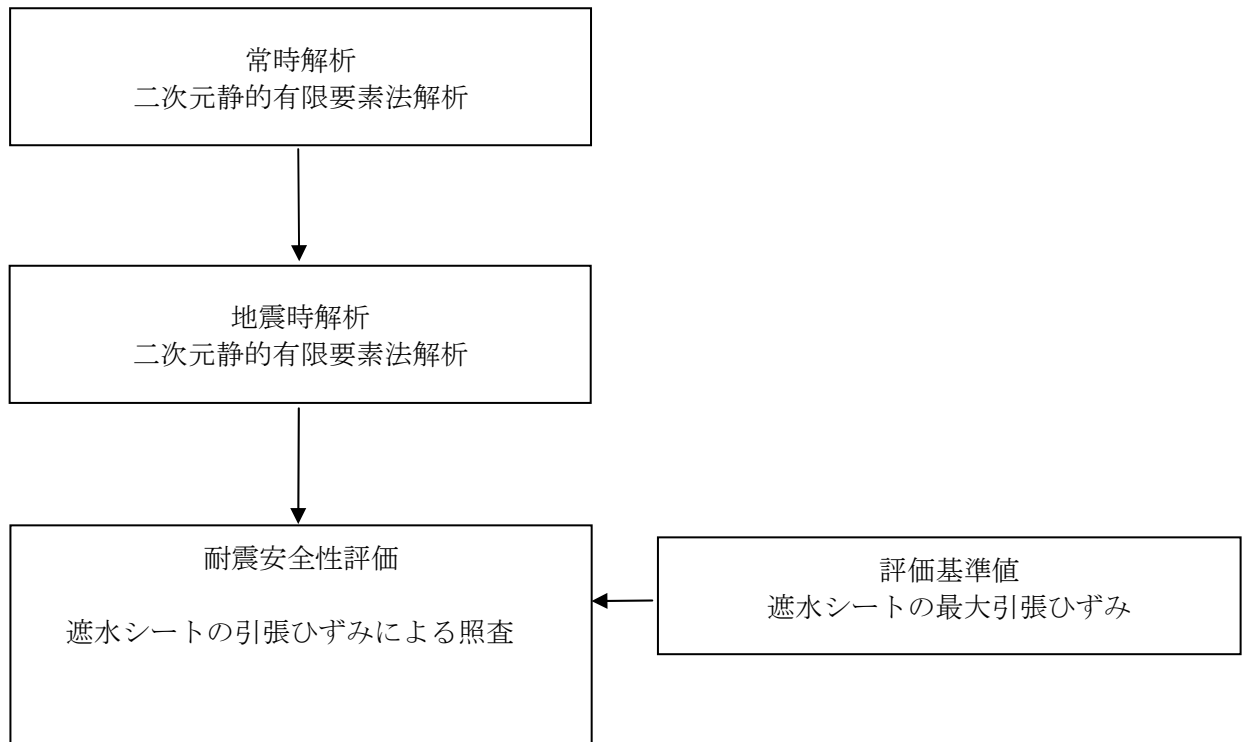 常時解析
二次元静的有限要素法解析
地震時解析
二次元静的有限要素法解析
耐震安全性評価
遮水シートの引張ひずみによる照査
評価基準値
遮水シートの最大引張ひずみ